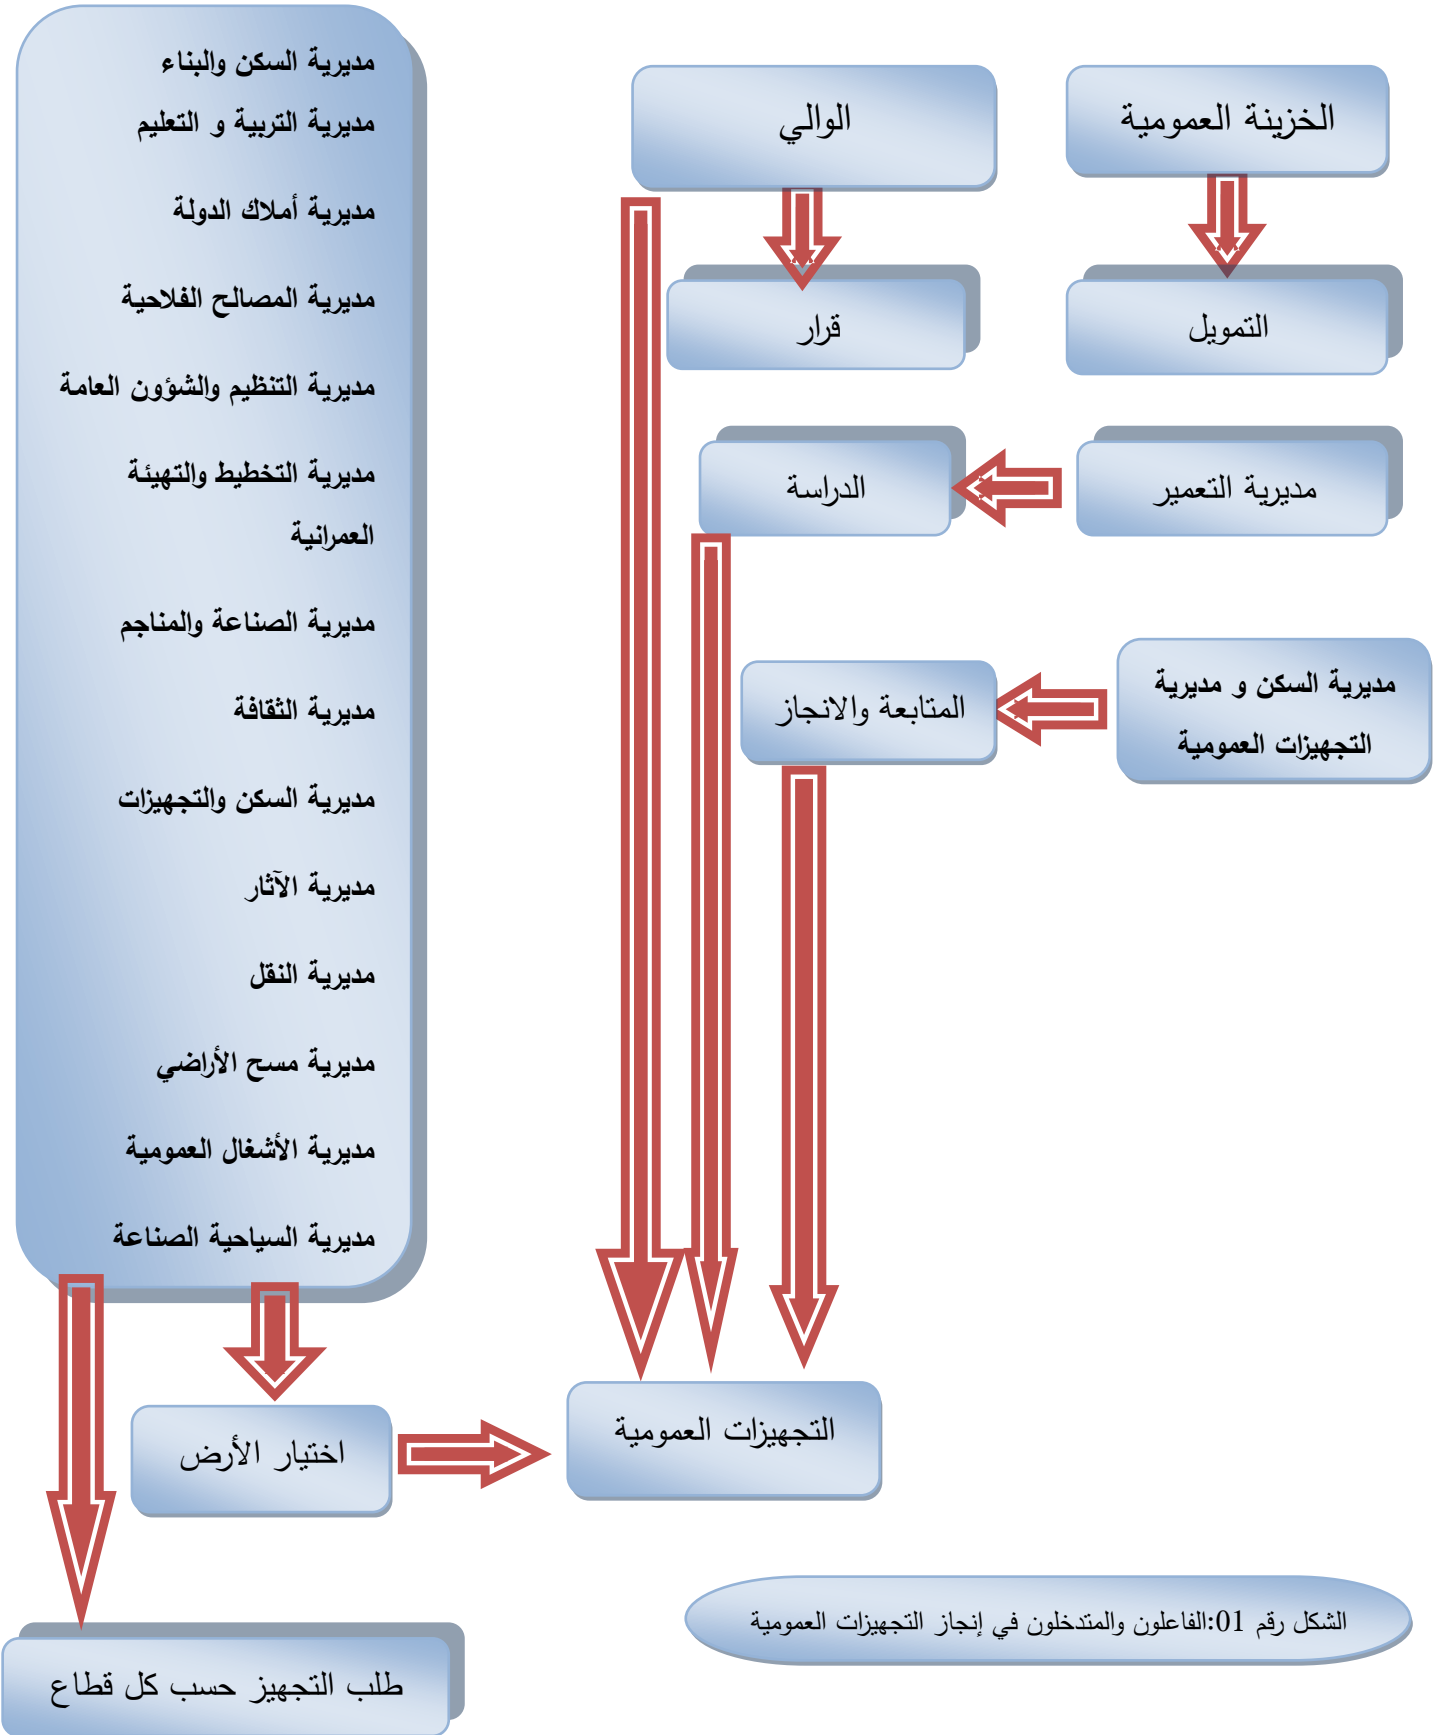 الخزينة العمومية
الوالي
التمويل
قرار
مديرية التعمير
الدراسة
مديرية السكن و مديرية
التجهيزات العمومية
المتابعة والانجاز
مديرية السكن والبناء
مديرية التربية و التعليم
مديرية أملاك الدولة
مديرية المصالح الفلاحية
مديرية التنظيم والشؤون العامة
مديرية التخطيط والتهيئة
العمرانية
مديرية الصناعة والمناجم
مديرية الثقافة
مديرية السكن والتجهيزات
مديرية الآثار
مديرية النقل
مديرية مسح الأراضي
مديرية الأشغال العمومية
مديرية السياحية الصناعة
التجهيزات العمومية
اختيار الأرض
الشكل رقم 01:الفاعلون والمتدخلون في إنجاز التجهيزات العمومية
طلب التجهيز حسب كل قطاع